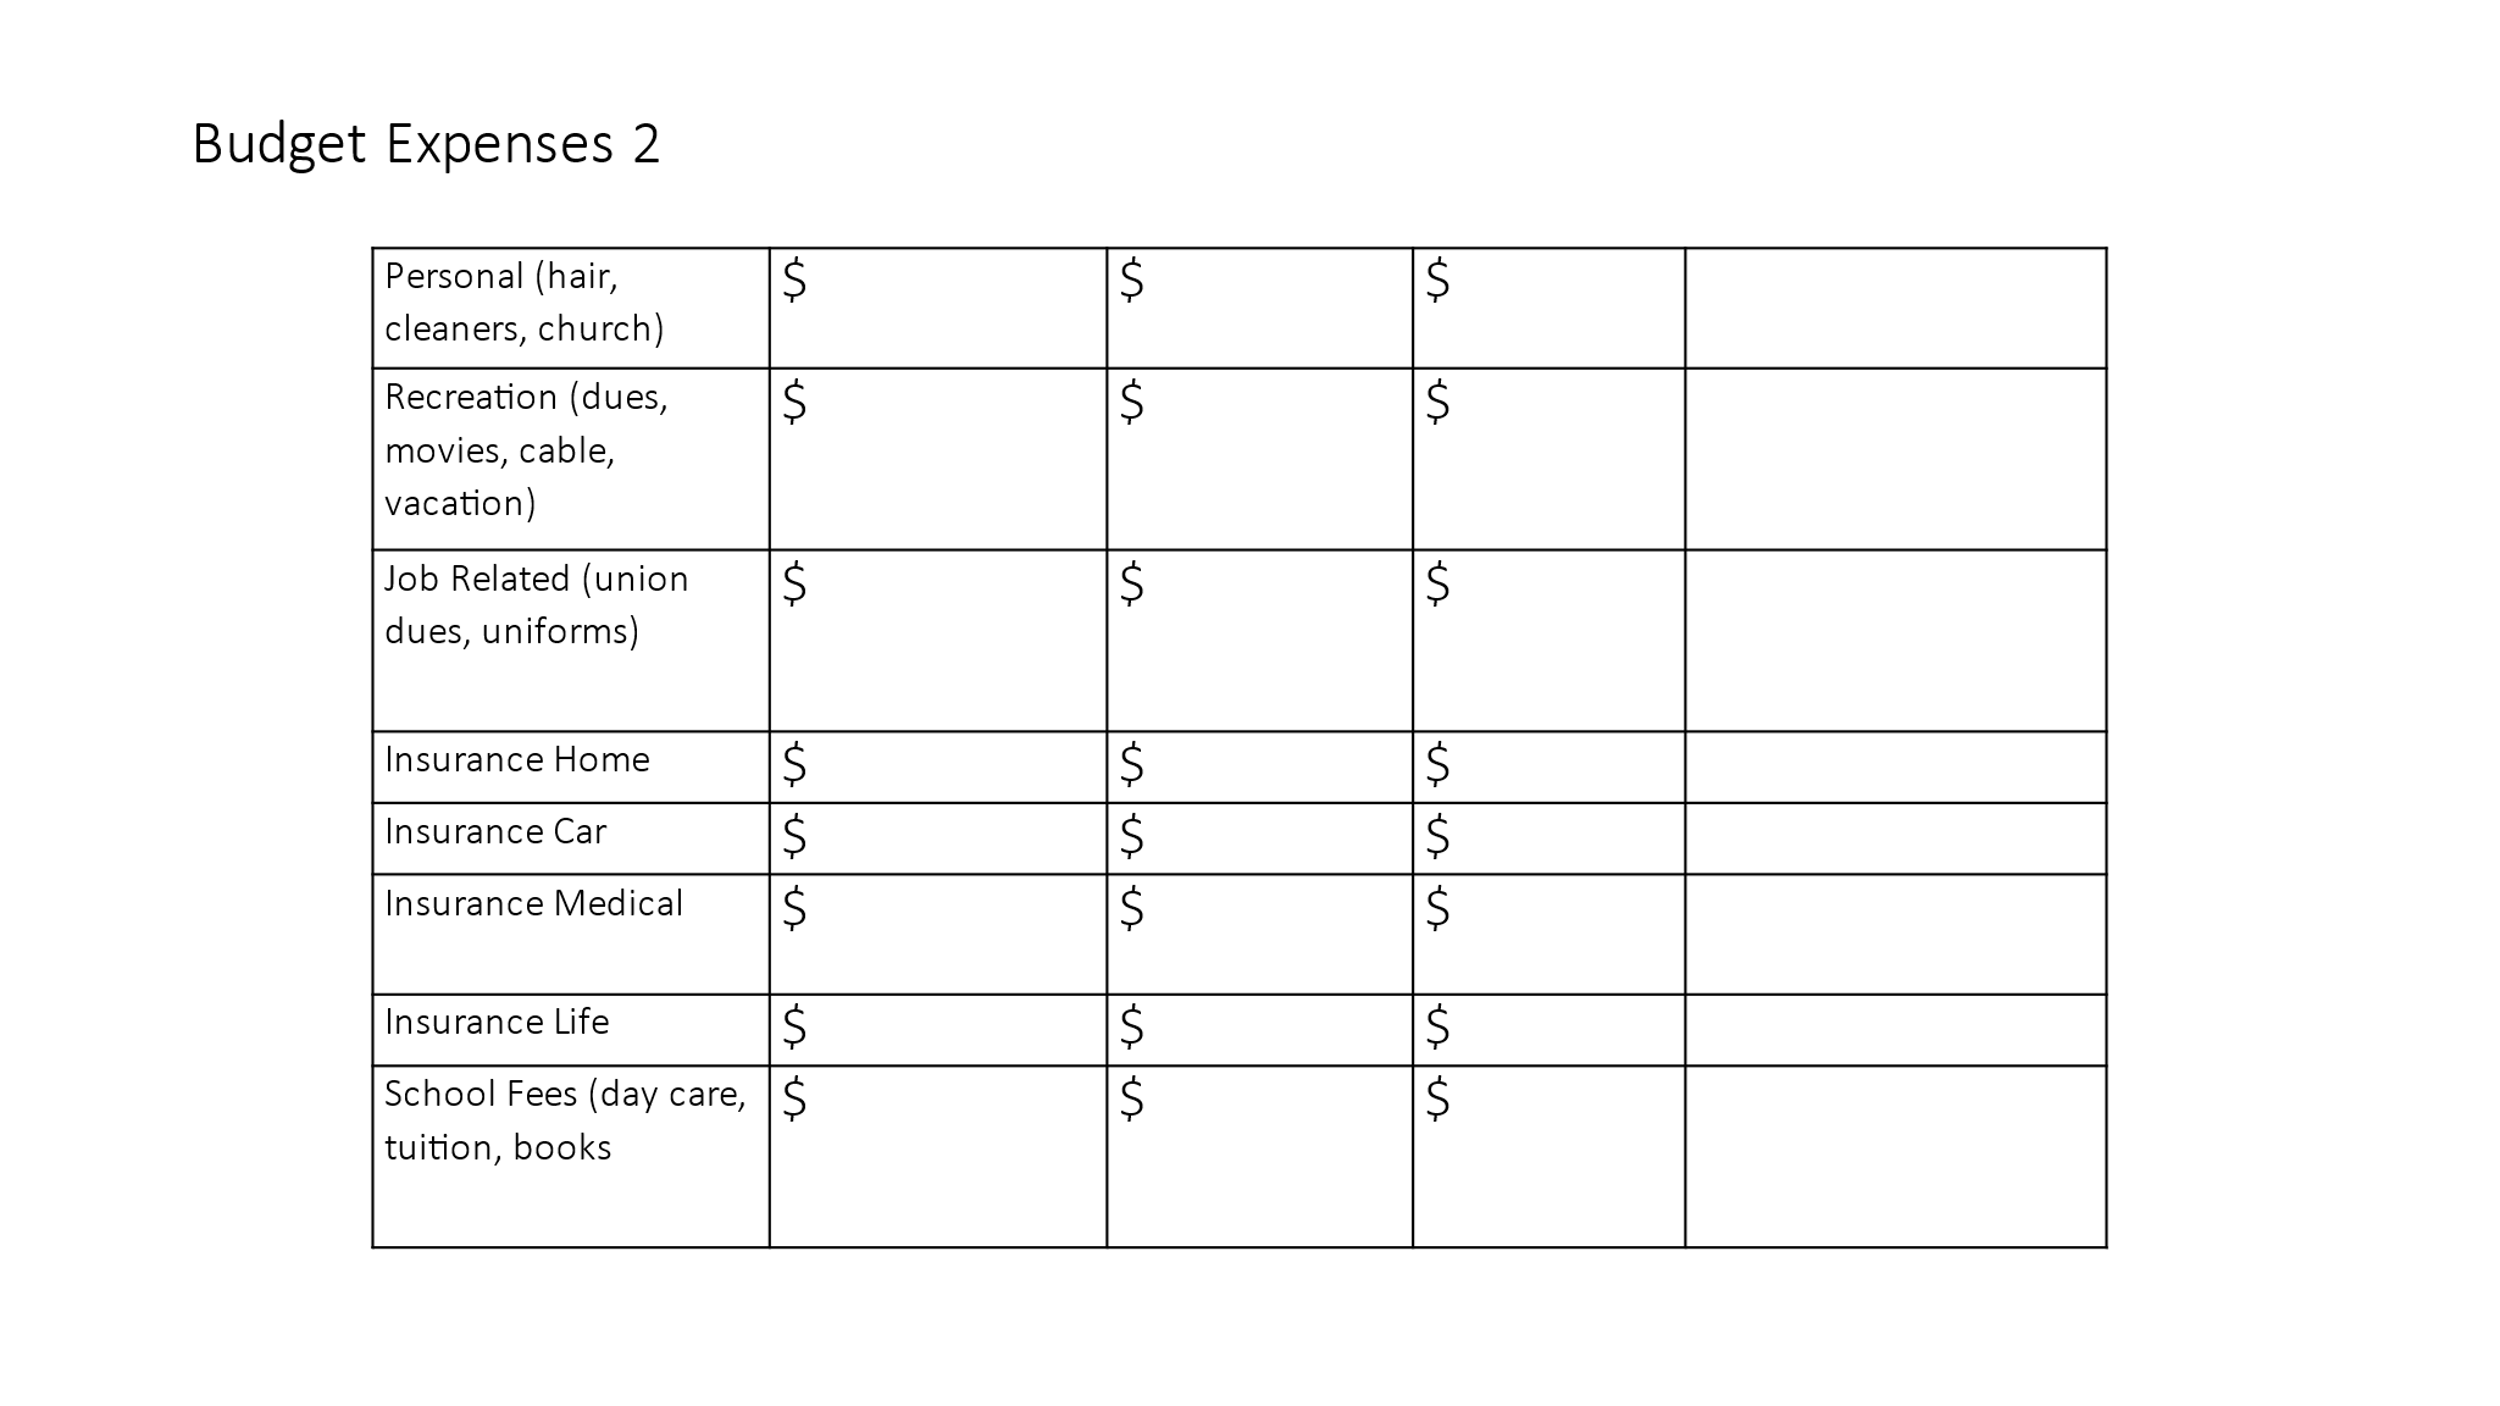 Budget Expenses 2
Personal (hair, $ $ $
cleaners, church)
Recreation (dues, $ $ $
movies, cable,
vacation)
Job Related (union $ $ $
dues, uniforms)
Insurance Home $ $ $
Insurance Car $ $ $
Insurance Medical $ $ $
Insurance Life $ $ $
School Fees (day care, $ $ $
tuition, books